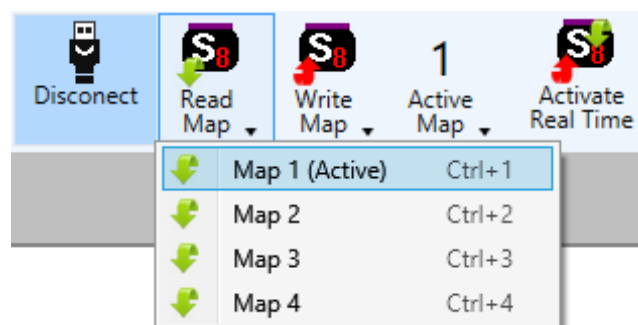 S8
S8
1
S8
Disconect
Read
Map
Write
Map
Active
Map
Activate
Real Time
Map 1 (Active) Ctrl+1
Map 2 Ctrl+2
Map 3 Ctrl+3
Map 4 Ctrl+4